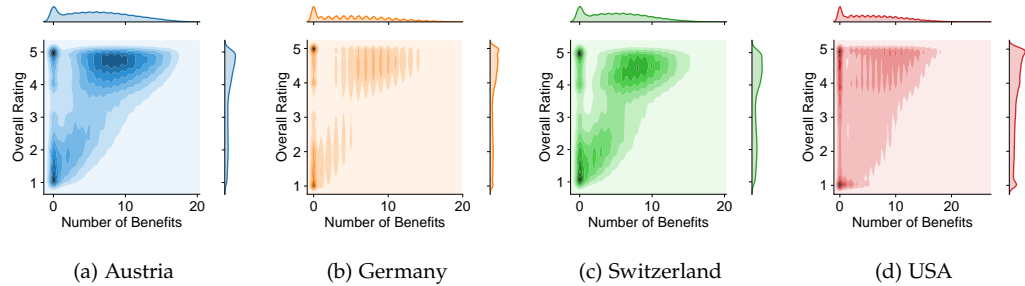 Overall Rating
5
4
3
2
1
0
10
20
Number of Benefits
(a) Austria
Overall Rating
5
4
3
2
1
0
10
20
Number of Benefits
(b) Germany
Overall Rating
5
4
3
2
1
0
10
20
Number of Benefits
(c) Switzerland
Overall Rating
5
4
3
2
1
0
10
20
Number of Benefits
(d) USA